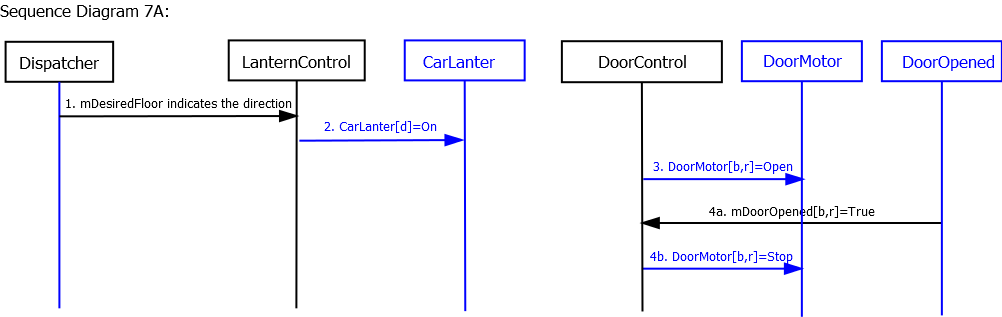 Sequence Diagram 7A:
Dispatcher
LanternControl
CarLanter
DoorControl
DoorMotor
DoorOpened
1. mDesiredFloor indicates the direction
2. CarLanter[d]=On
3. DoorMotor[b,r]=Open
4a. mDoorOpened[b,r]=True
4b. DoorMotor[b,r]=Stop